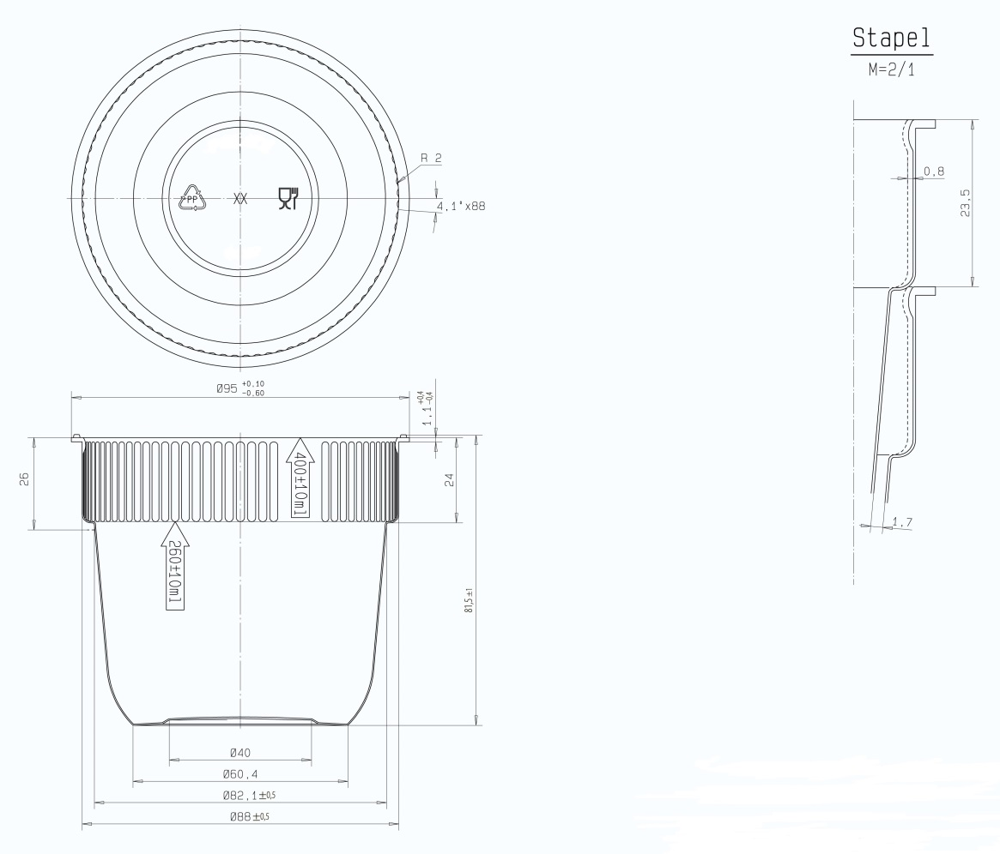 Stapel
M=2/1
R 2
PP
XX
4,1°x88
0,8
23,5
Ø95 +0,10
-0,60
1,1 +0,4
-0,4
26
400±10ml
24
260±10ml
1,7
81,5±1
Ø40
Ø60,4
Ø82,1±0,5
Ø88±0,5